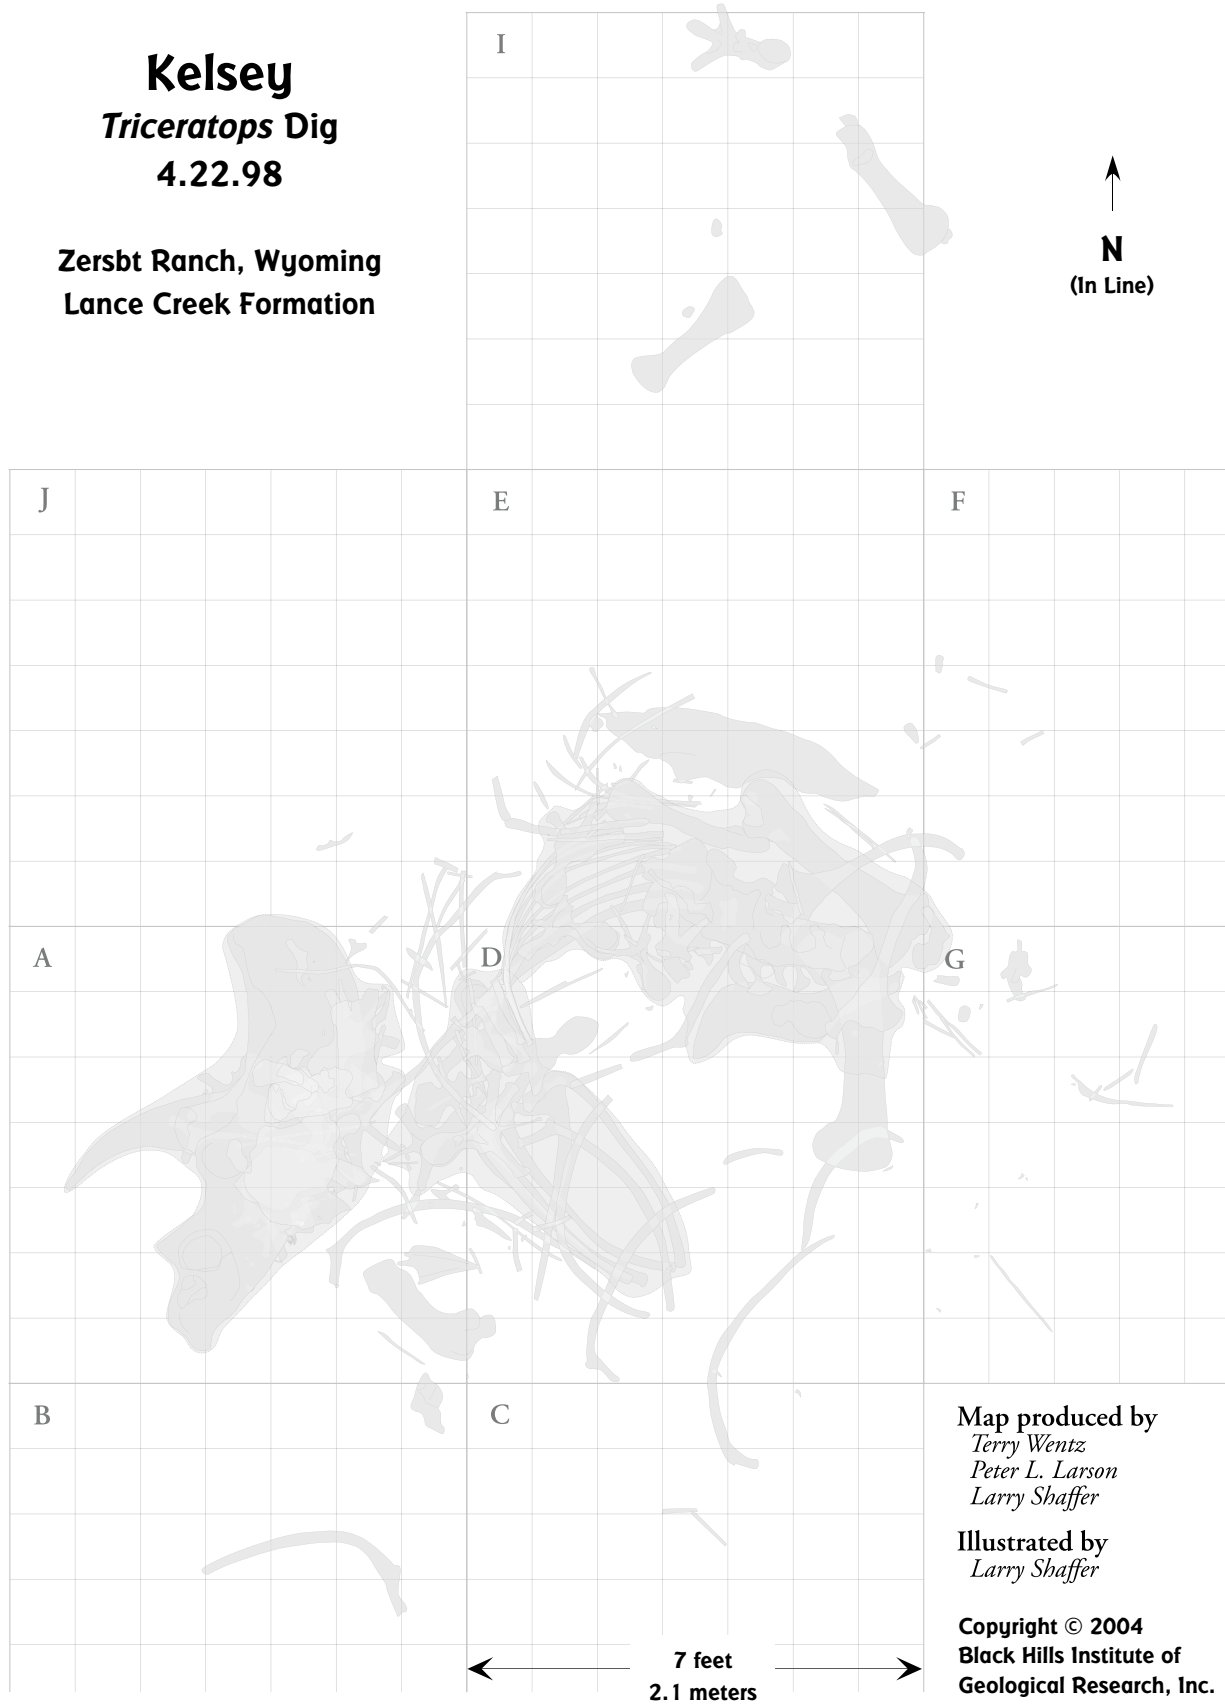 Kelsey
Triceratops Dig
4.22.98
Zersbt Ranch, Wyoming
Lance Creek Formation
I
N
(In Line)
J
E
F
A
D
G
B
C
Map produced by
Terry Wentz
Peter L. Larson
Larry Shaffer
Illustrated by
Larry Shaffer
Copyright © 2004
Black Hills Institute of
Geological Research, Inc.
7 feet
2.1 meters